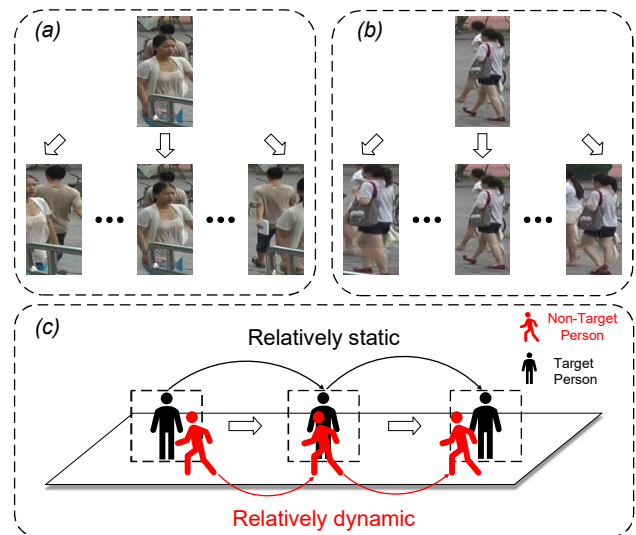 (a)
(b)
(c)
Non-Target
Person
Target
Person
Relatively static
Relatively dynamic